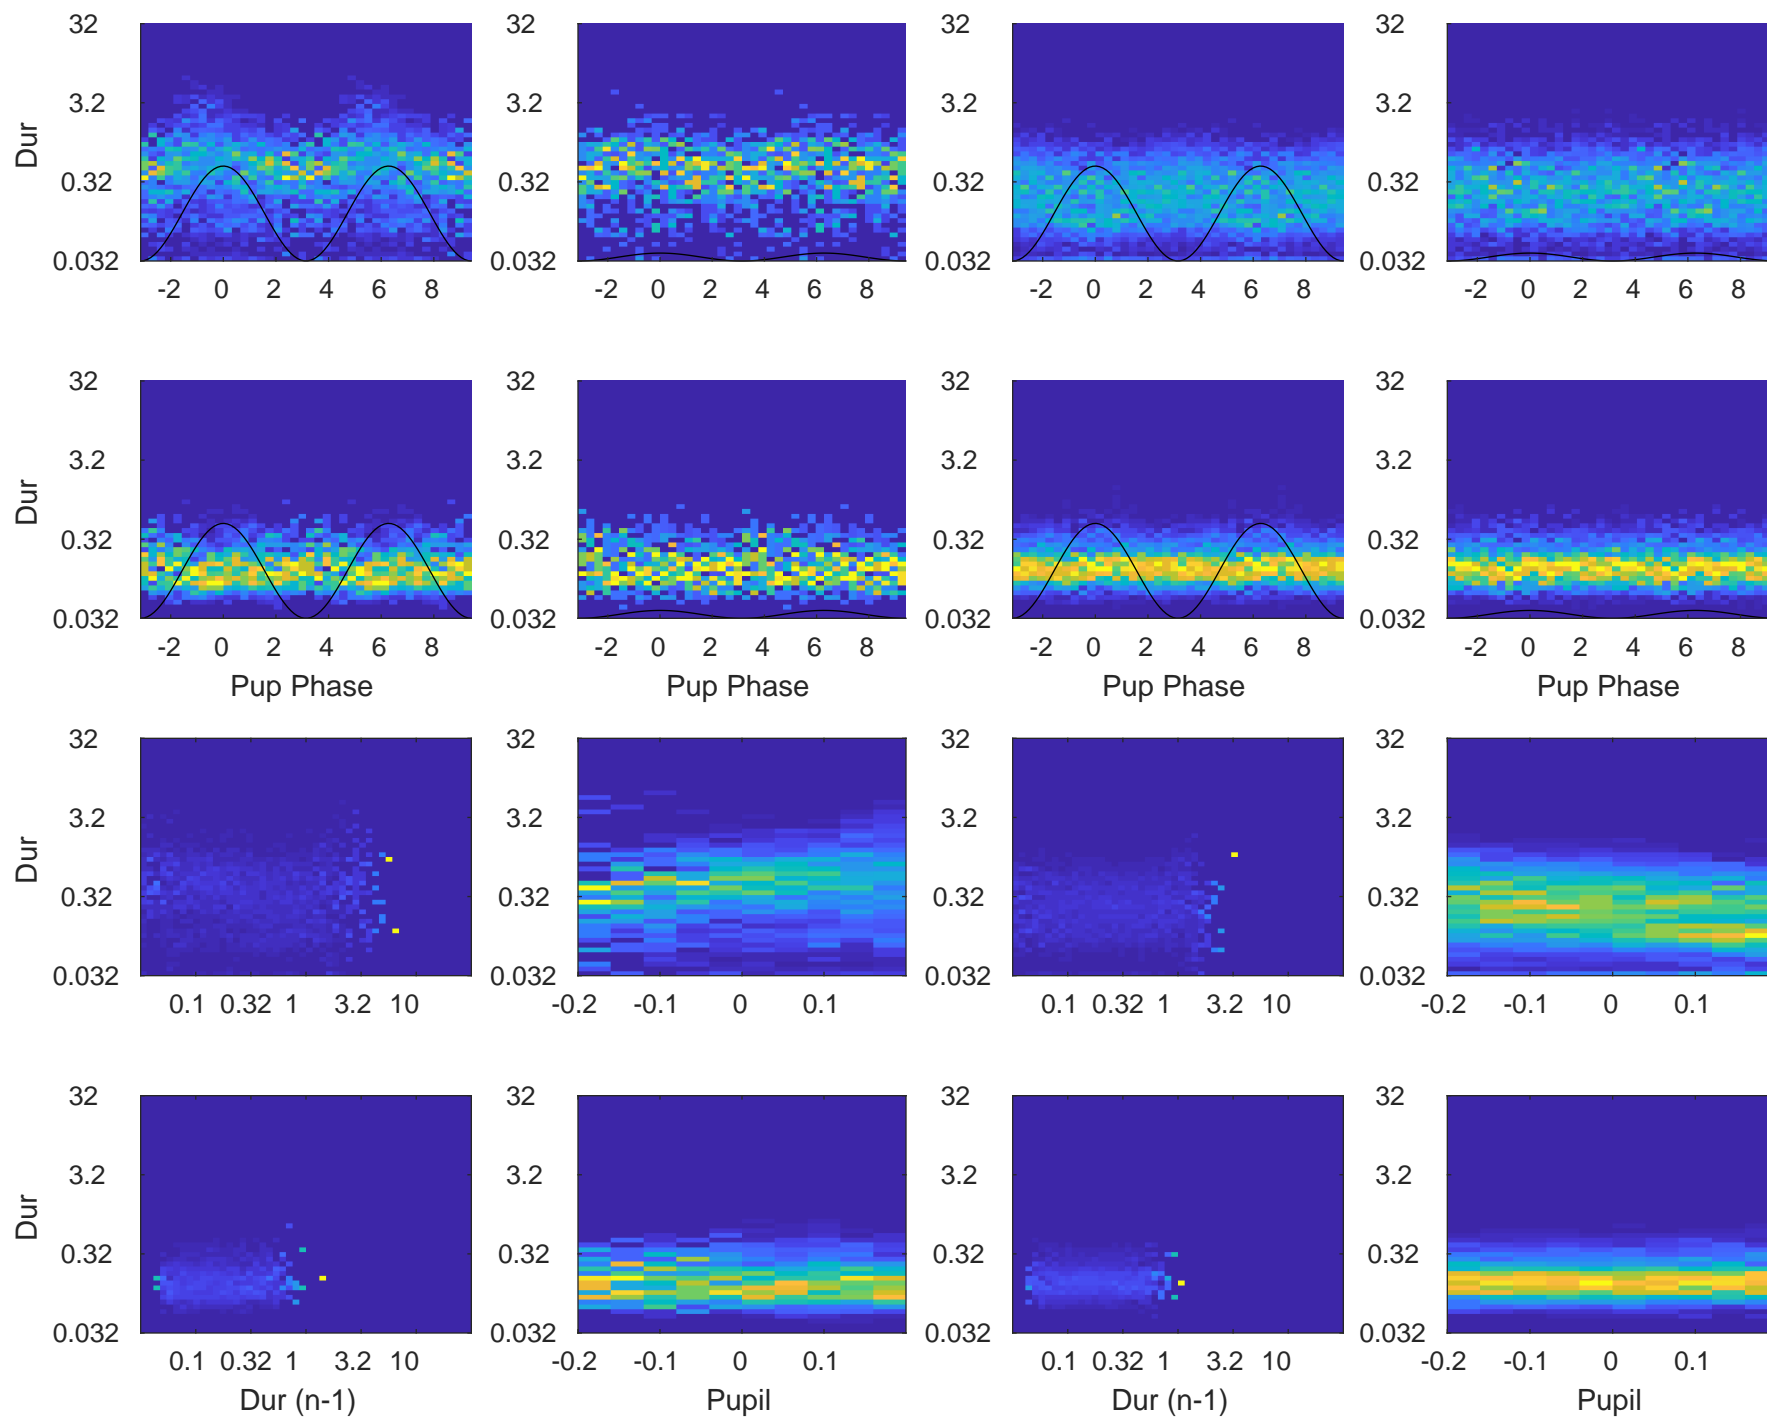 32 32 32 32
3.2 3.2 3.2 3.2
Dur
0.32 0.32 0.32 0.32
0.032 0.032 0.032 0.032
-2 0 2 4 6 8 -2 0 2 4 6 8 -2 0 2 4 6 8 -2 0 2 4 6 8
32 32 32 32
3.2 3.2 3.2 3.2
Dur
0.32 0.32 0.32 0.32
0.032 0.032 0.032 0.032
-2 0 2 4 6 8 -2 0 2 4 6 8 -2 0 2 4 6 8 -2 0 2 4 6 8
Pup Phase Pup Phase Pup Phase Pup Phase
32 32 32 32
3.2 3.2 3.2 3.2
Dur
0.32 0.32 0.32 0.32
0.032 0.032 0.032 0.032
0.1 0.32 1 3.2 10 -0.2 -0.1 0 0.1 0.1 0.32 1 3.2 10 -0.2 -0.1 0 0.1
32 32 32 32
3.2 3.2 3.2 3.2
Dur
0.32 0.32 0.32 0.32
0.032 0.032 0.032 0.032
0.1 0.32 1 3.2 10 -0.2 -0.1 0 0.1 0.1 0.32 1 3.2 10 -0.2 -0.1 0 0.1
Dur (n-1) Pupil Dur (n-1) Pupil